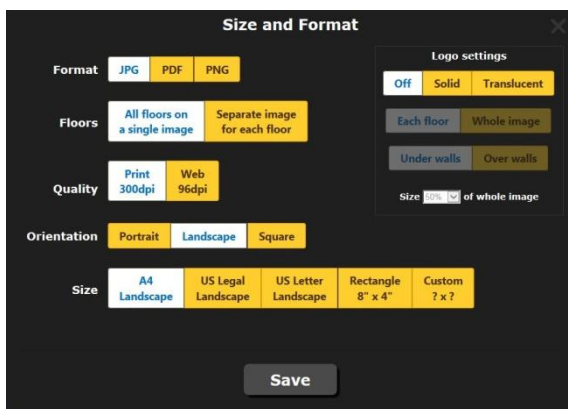 Size and Format
X
Format JPG PDF PNG
Floors
All floors on
a single image
Separate image
for each floor
Quality
Print
300dpi
Web
96dpi
Orientation Portrait Landscape Square
Size
A4
Landscape
US Legal
Landscape
US Letter
Landscape
Rectangle
8" x 4"
Custom
? x ?
Logo settings
Off Solid Translucent
Each floor Whole image
Under walls Over walls
Size 60% of whole image
Save